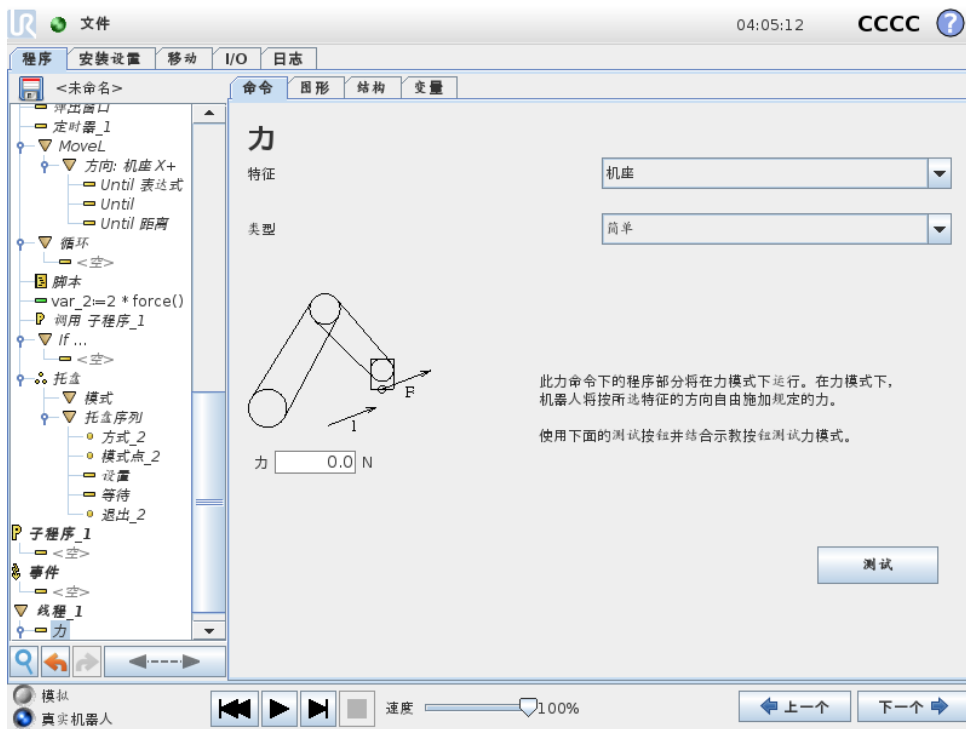 UR 文件 04:05:12 CCCC ?
程序 安装设置 移动 I/O 日志
<未命名> 命令 图形 结构 变量
弹出窗口
定时器_1
MoveL
方向: 机座 X+
Until 表达式
Until
Until 距离
循环
<空>
脚本
var_2:=2 * force()
P 调用 子程序_1
If ...
<空>
托盘
模式
托盘序列
方式_2
模式点_2
设置
等待
退出_2
P 子程序_1
<空>
事件
<空>
线程_1
力
力
特征 机座
类型 简单
F
1
力 0.0 N
此力命令下的程序部分将在力模式下运行。在力模式下,
机器人将按所选特征的方向自由施加规定的力。
使用下面的测试按钮并结合示教按钮测试力模式。
测试
模拟
真实机器人
速度 100%
上一个 下一个